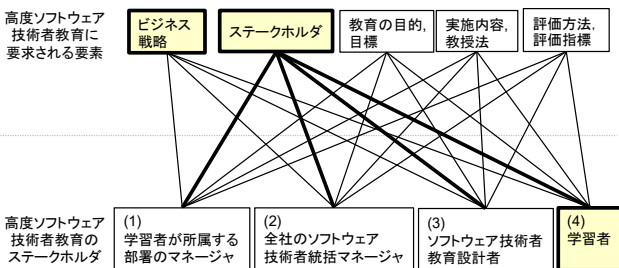 高度ソフトウェア
技術者教育に
要求される要素
ビジネス
戦略
ステークホルダ
教育の目的,
目標
実施内容,
教授法
評価方法,
評価指標
高度ソフトウェア
技術者教育の
ステークホルダ
(1)
学習者が所属する
部署のマネージャ
(2)
全社のソフトウェア
技術者統括マネージャ
(3)
ソフトウェア技術者
教育設計者
(4)
学習者